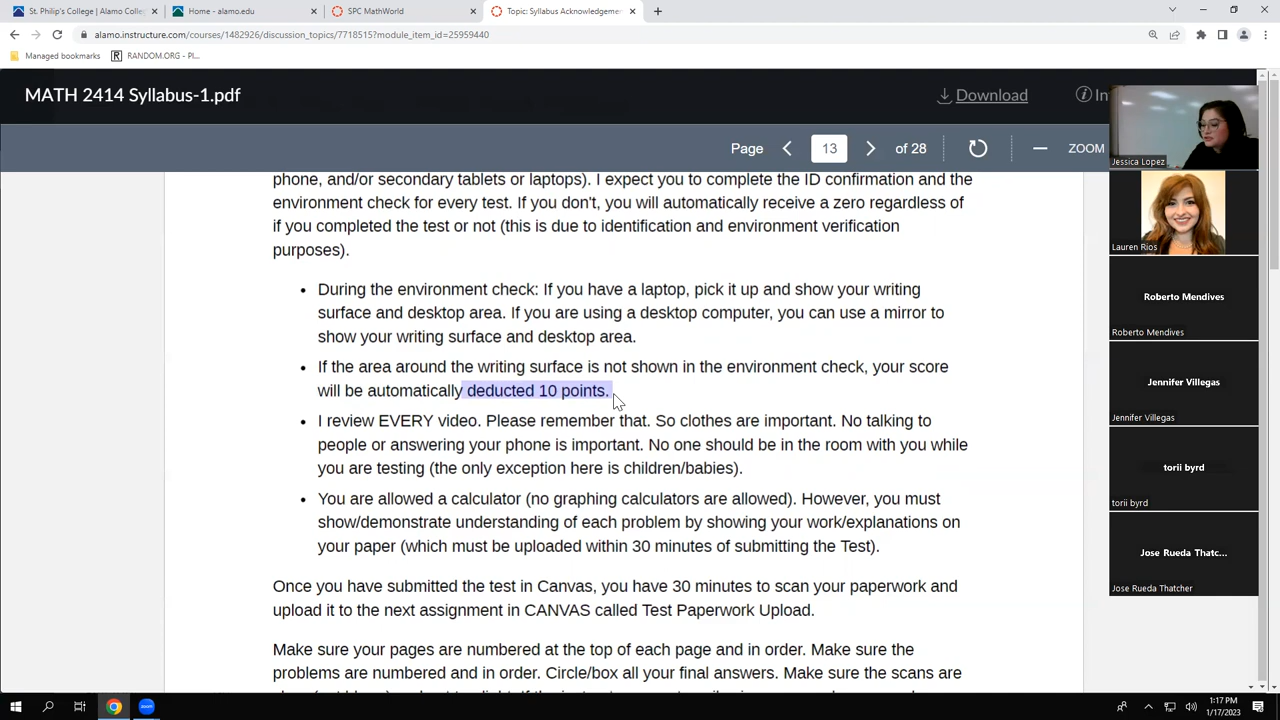 St. Philip's College | Alamo Colle
Home - alamo.edu
SPC MathWorld
Topic: Syllabus Acknowledgemen
alamo.instructure.com/courses/1482926/discussion_topics/7718515?module_item_id=25959440
Managed bookmarks
RANDOM.ORG - Pl...
MATH 2414 Syllabus-1.pdf
Download
Page
13
of 28
ZOOM
phone, and/or secondary tablets or laptops). I expect you to complete the ID confirmation and the
environment check for every test. If you don't, you will automatically receive a zero regardless of
if you completed the test or not (this is due to identification and environment verification
purposes).
• During the environment check: If you have a laptop, pick it up and show your writing
surface and desktop area. If you are using a desktop computer, you can use a mirror to
show your writing surface and desktop area.
• If the area around the writing surface is not shown in the environment check, your score
will be automatically deducted 10 points.
• I review EVERY video. Please remember that. So clothes are important. No talking to
people or answering your phone is important. No one should be in the room with you while
you are testing (the only exception here is children/babies).
• You are allowed a calculator (no graphing calculators are allowed). However, you must
show/demonstrate understanding of each problem by showing your work/explanations on
your paper (which must be uploaded within 30 minutes of submitting the Test).
Once you have submitted the test in Canvas, you have 30 minutes to scan your paperwork and
upload it to the next assignment in CANVAS called Test Paperwork Upload.
Make sure your pages are numbered at the top of each page and in order. Make sure the
problems are numbered and in order. Circle/box all your final answers. Make sure the scans are
Jessica Lopez
Lauren Rios
Roberto Mendives
Roberto Mendives
Jennifer Villegas
Jennifer Villegas
torii byrd
torii byrd
Jose Rueda Thatc...
Jose Rueda Thatcher
1:17 PM
1/17/2023